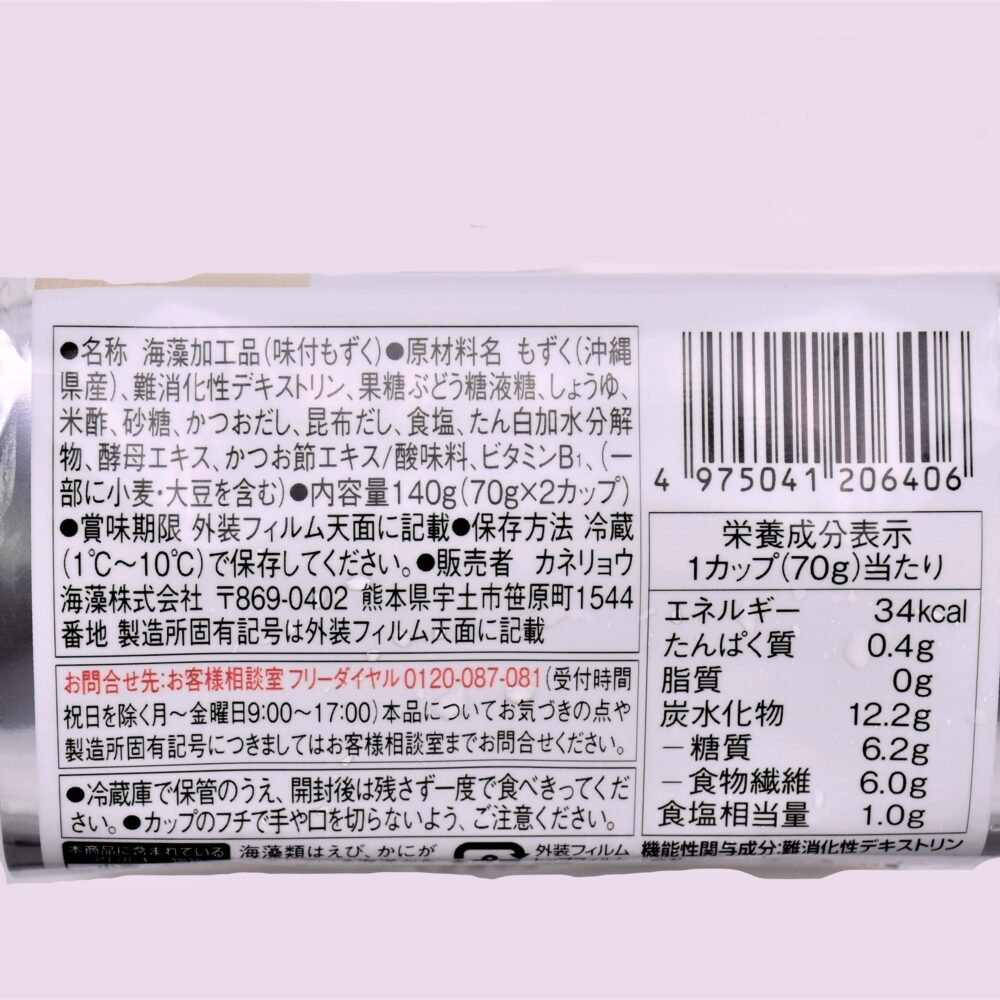 ●名称 海藻加工品(味付もずく)●原材料名 もずく(沖縄
県産)、難消化性デキストリン、果糖ぶどう糖液糖、しょうゆ、
米酢、砂糖、かつおだし、昆布だし、食塩、たん白加水分解
物、酵母エキス、かつお節エキス/酸味料、ビタミンB₁、(一
部に小麦・大豆を含む)●内容量140g(70g×2カップ)
●賞味期限 外装フィルム天面に記載●保存方法 冷蔵
(1℃〜10℃)で保存してください。●販売者 カネリョウ
海藻株式会社 〒869-0402 熊本県宇土市笹原町1544
番地 製造所固有記号は外装フィルム天面に記載
お問合せ先:お客様相談室 フリーダイヤル 0120-087-081(受付時間
祝日を除く月〜金曜日9:00〜17:00)本品についてお気づきの点や
製造所固有記号につきましてはお客様相談室までお問合せください。
●冷蔵庫で保管のうえ、開封後は残さず一度で食べきってくだ
さい。●カップのフチで手や口を切らないよう、ご注意ください。
本商品に含まれている
海藻類はえび、かにが
外装フィルム
4 975041 206406
栄養成分表示
1カップ(70g)当たり
エネルギー 34kcal
たんぱく質 0.4g
脂質 0g
炭水化物 12.2g
－糖質 6.2g
－食物繊維 6.0g
食塩相当量 1.0g
機能性関与成分:難消化性デキストリン